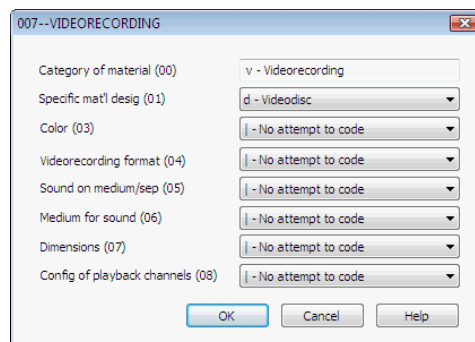 007--VIDEORECORDING
Category of material (00) v - Videorecording
Specific mat'l desig (01) d - Videodisc
Color (03) | - No attempt to code
Videorecording format (04) | - No attempt to code
Sound on medium/sep (05) | - No attempt to code
Medium for sound (06) | - No attempt to code
Dimensions (07) | - No attempt to code
Config of playback channels (08) | - No attempt to code
OK Cancel Help